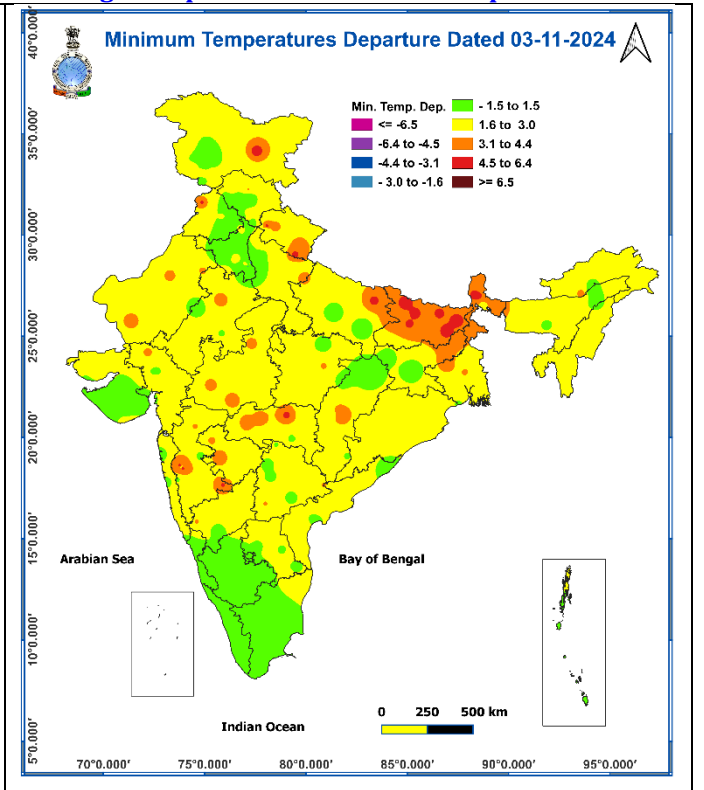 Minimum Temperatures Departure Dated 03-11-2024
Min. Temp. Dep.
<= -6.5
-6.4 to -4.5
-4.4 to -3.1
- 3.0 to -1.6
- 1.5 to 1.5
1.6 to 3.0
3.1 to 4.4
4.5 to 6.4
>= 6.5
40°0.000'
35°0.000'
30°0.000'
25°0.000'
20°0.000'
15°0.000'
10°0.000'
5°0.000'
Arabian Sea
Bay of Bengal
Indian Ocean
0 250 500 km
70°0.000' 75°0.000' 80°0.000' 85°0.000' 90°0.000' 95°0.000'